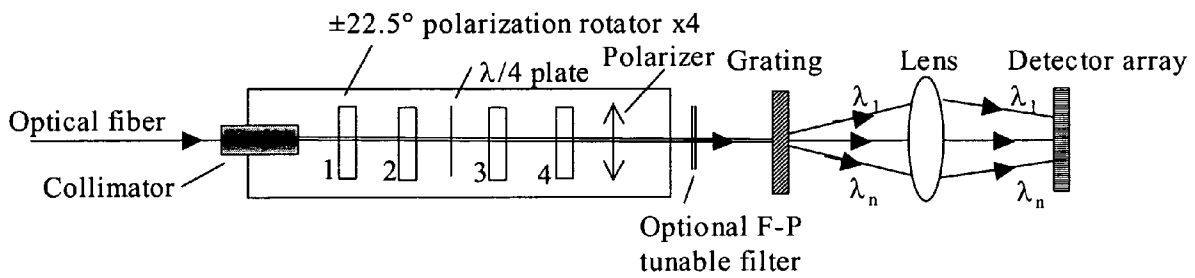 ±22.5° polarization rotator x4
λ/4 plate
Polarizer
Grating
Lens
Detector array
Optical fiber
λ1
λ1
1
2
3
4
Collimator
λn
λn
Optional F-P
tunable filter